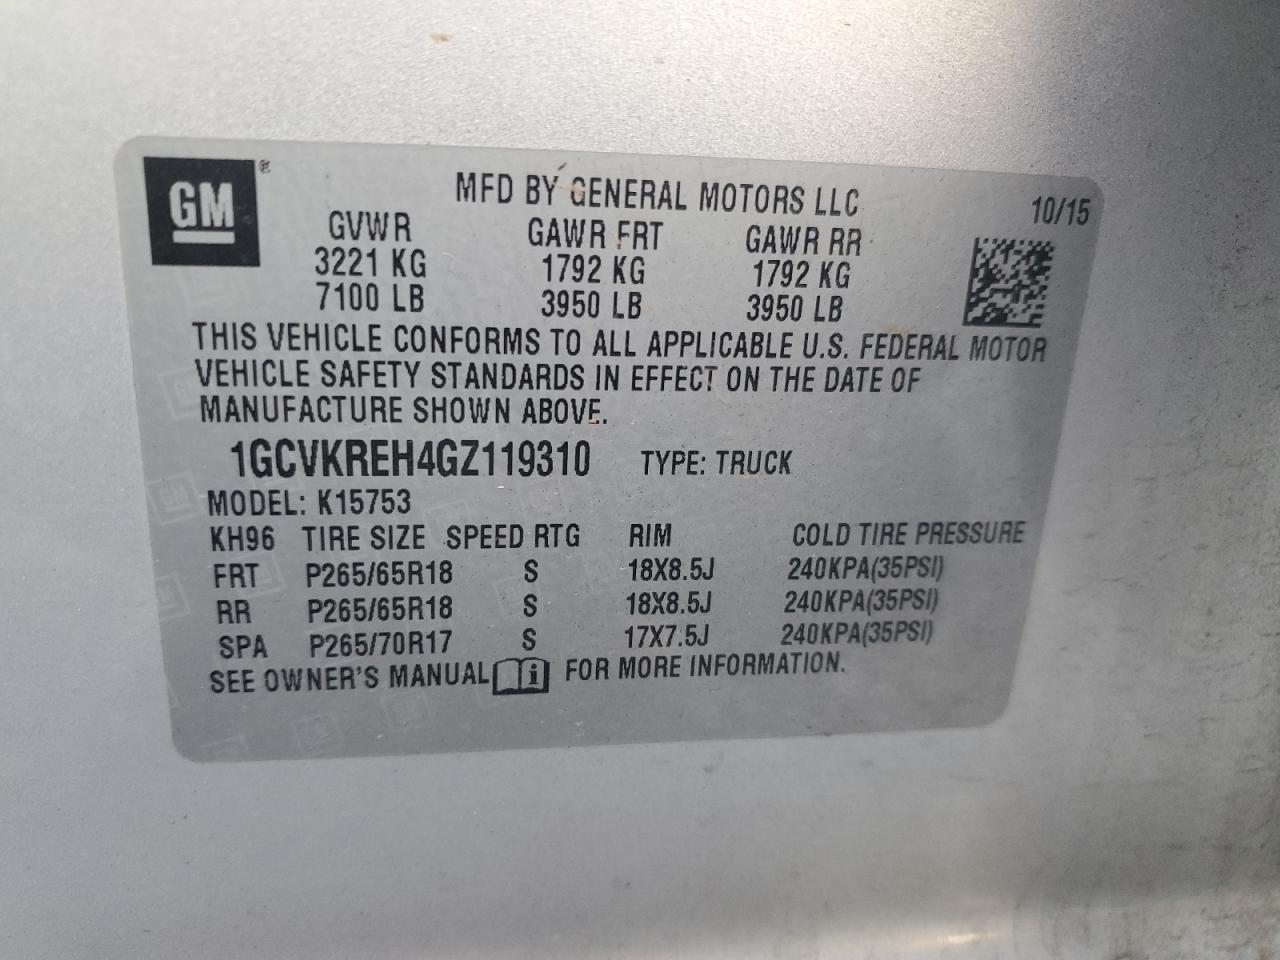 GM®
MFD BY GENERAL MOTORS LLC 10/15
GVWR GAWR FRT GAWR RR
3221 KG 1792 KG 1792 KG
7100 LB 3950 LB 3950 LB
THIS VEHICLE CONFORMS TO ALL APPLICABLE U.S. FEDERAL MOTOR
VEHICLE SAFETY STANDARDS IN EFFECT ON THE DATE OF
MANUFACTURE SHOWN ABOVE.
1GCVKREH4GZ119310 TYPE: TRUCK
MODEL: K15753
KH96 TIRE SIZE SPEED RTG RIM COLD TIRE PRESSURE
FRT P265/65R18 S 18X8.5J 240KPA(35PSI)
RR P265/65R18 S 18X8.5J 240KPA(35PSI)
SPA P265/70R17 S 17X7.5J 240KPA(35PSI)
SEE OWNER'S MANUAL i FOR MORE INFORMATION.